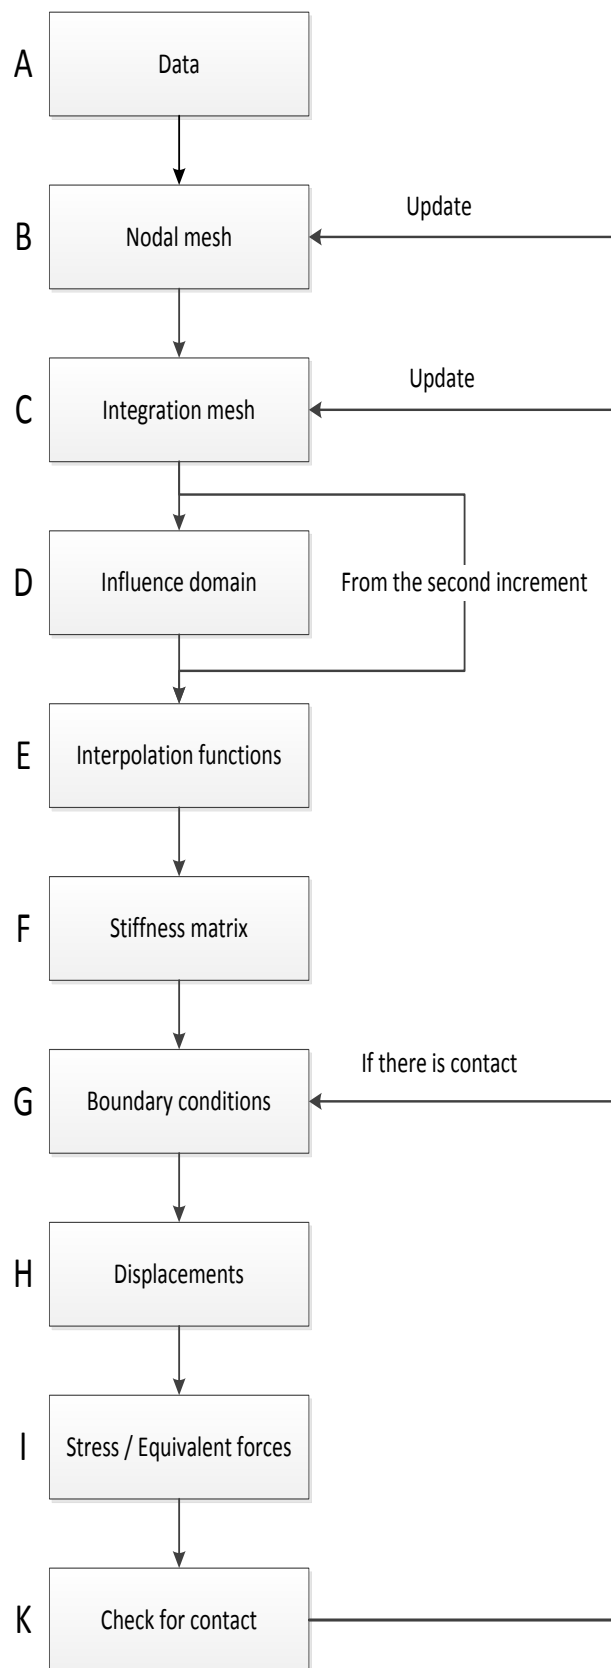 A
Data
Update
B
Nodal mesh
Update
C
Integration mesh
D
Influence domain
From the second increment
E
Interpolation functions
F
Stiffness matrix
If there is contact
G
Boundary conditions
H
Displacements
I
Stress / Equivalent forces
K
Check for contact